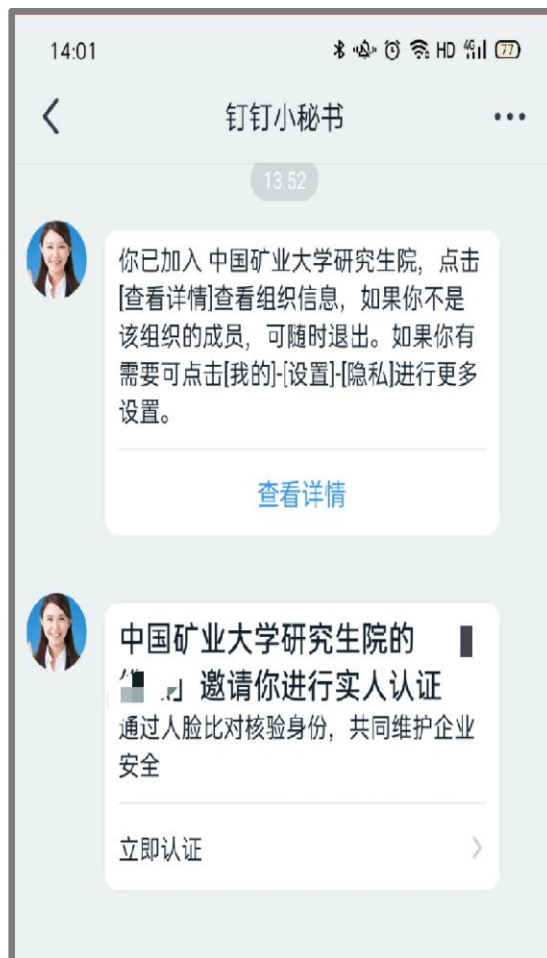 14:01
HD 4G 77
钉钉小秘书
13:52
你已加入 中国矿业大学研究生院，点击
[查看详情]查看组织信息，如果你不是
该组织的成员，可随时退出。如果你有
需要可点击[我的]-[设置]-[隐私]进行更多
设置。
查看详情
中国矿业大学研究生院的
」 邀请你进行实人认证
通过人脸比对核验身份，共同维护企业
安全
立即认证